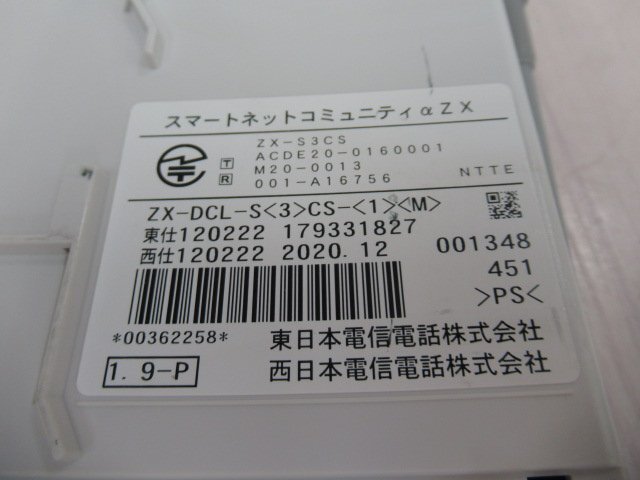 スマートネットコミュニティαZX
ZX-S3CS
T ACDE20-0160001
M20-0013
R 001-A16756
NTTE
ZX-DCL-S<3>CS-<1><M>
東仕120222 179331827
西仕120222 2020.12
001348
451
>PS<
*00362258*
東日本電信電話株式会社
1.9-P
西日本電信電話株式会社